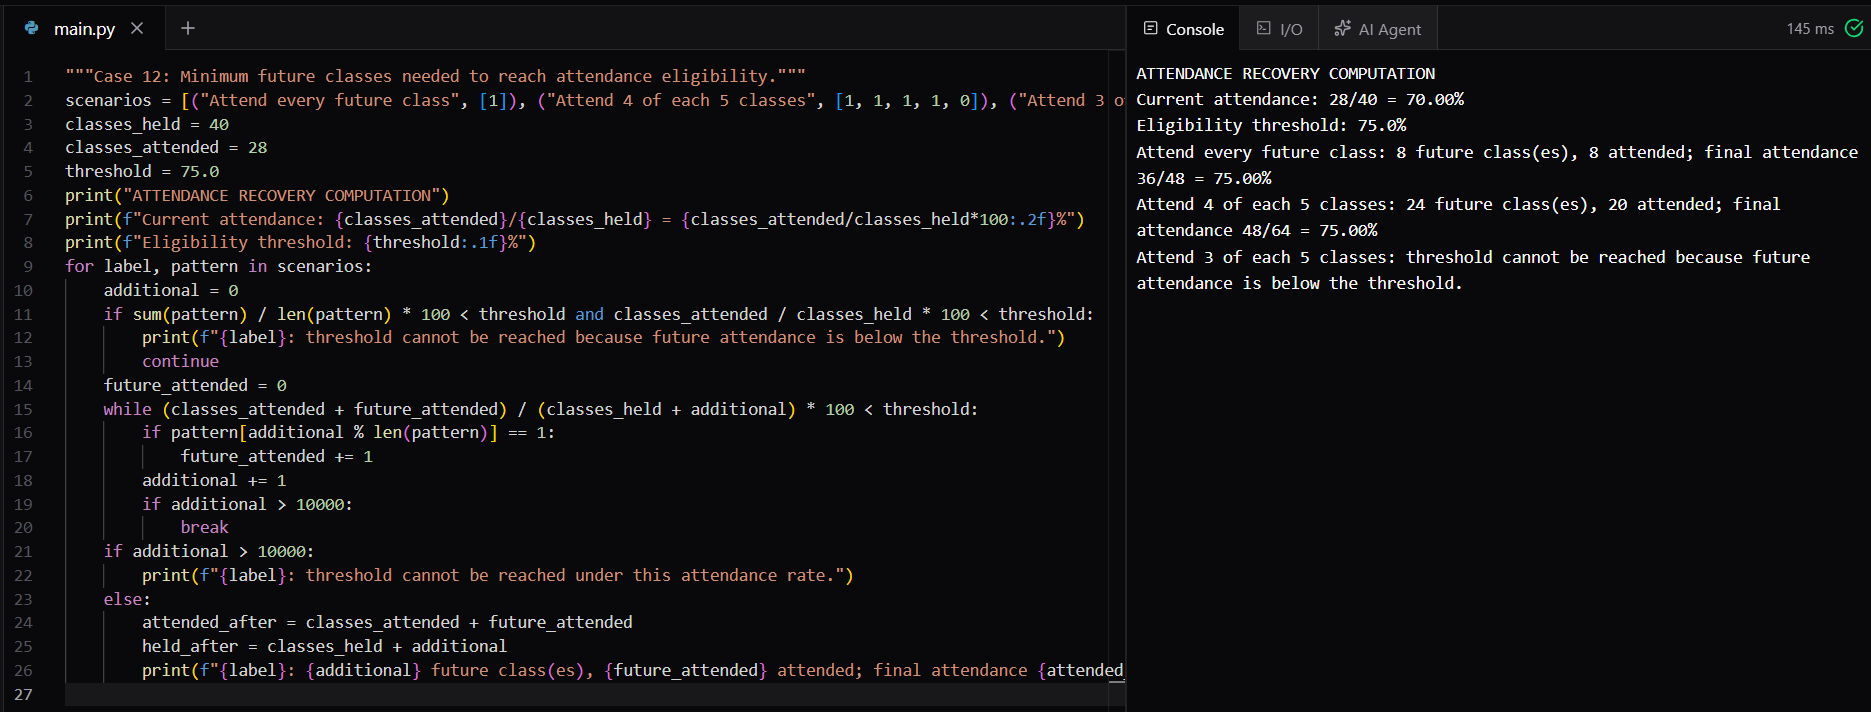 main.py
Console
I/O
AI Agent
145 ms
1 """Case 12: Minimum future classes needed to reach attendance eligibility."""
2 scenarios = [("Attend every future class", [1]), ("Attend 4 of each 5 classes", [1, 1, 1, 1, 0]), ("Attend 3 o
3 classes_held = 40
4 classes_attended = 28
5 threshold = 75.0
6 print("ATTENDANCE RECOVERY COMPUTATION")
7 print(f"Current attendance: {classes_attended}/{classes_held} = {classes_attended/classes_held*100:.2f}%")
8 print(f"Eligibility threshold: {threshold:.1f}%")
9 for label, pattern in scenarios:
10     additional = 0
11     if sum(pattern) / len(pattern) * 100 < threshold and classes_attended / classes_held * 100 < threshold:
12         print(f"{label}: threshold cannot be reached because future attendance is below the threshold.")
13         continue
14     future_attended = 0
15     while (classes_attended + future_attended) / (classes_held + additional) * 100 < threshold:
16         if pattern[additional % len(pattern)] == 1:
17             future_attended += 1
18         additional += 1
19         if additional > 10000:
20             break
21     if additional > 10000:
22         print(f"{label}: threshold cannot be reached under this attendance rate.")
23     else:
24         attended_after = classes_attended + future_attended
25         held_after = classes_held + additional
26         print(f"{label}: {additional} future class(es), {future_attended} attended; final attendance {attended_
27
ATTENDANCE RECOVERY COMPUTATION
Current attendance: 28/40 = 70.00%
Eligibility threshold: 75.0%
Attend every future class: 8 future class(es), 8 attended; final attendance
36/48 = 75.00%
Attend 4 of each 5 classes: 24 future class(es), 20 attended; final
attendance 48/64 = 75.00%
Attend 3 of each 5 classes: threshold cannot be reached because future
attendance is below the threshold.